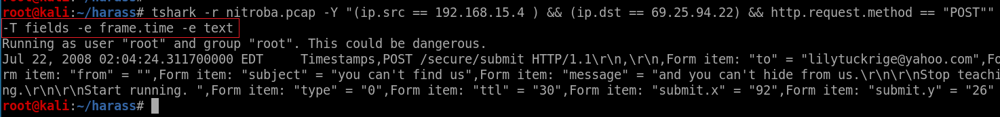 root@kali:~/harass# tshark -r nitroba.pcap -Y "(ip.src == 192.168.15.4 ) && (ip.dst == 69.25.94.22) && http.request.method == "POST""
-T fields -e frame.time -e text
Running as user "root" and group "root". This could be dangerous.
Jul 22, 2008 02:04:24.311700000 EDT     Timestamps,POST /secure/submit HTTP/1.1\r\n,\r\n,Form item: "to" = "lilytuckrige@yahoo.com",Fo
rm item: "from" = "",Form item: "subject" = "you can't find us",Form item: "message" = "and you can't hide from us.\r\n\r\nStop teachi
ng.\r\n\r\nStart running. ",Form item: "type" = "0",Form item: "ttl" = "30",Form item: "submit.x" = "92",Form item: "submit.y" = "26"
root@kali:~/harass#